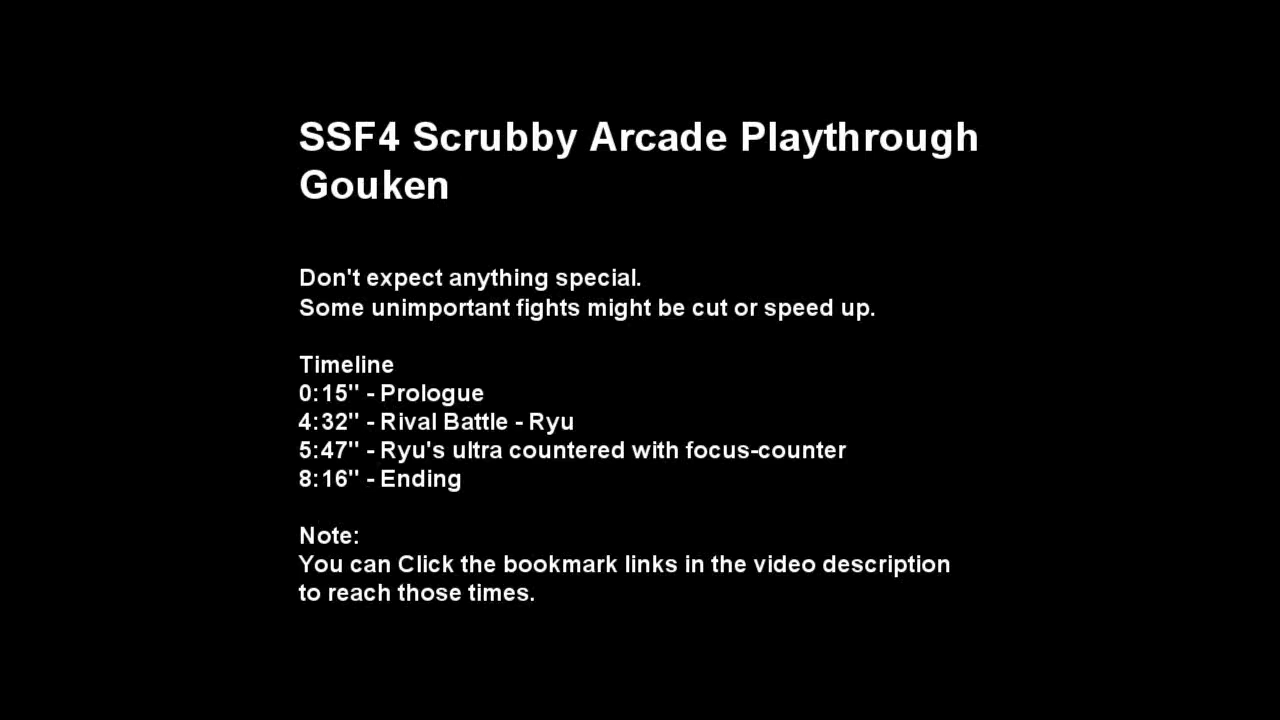 SSF4 Scrubby Arcade Playthrough
Gouken
Don't expect anything special.
Some unimportant fights might be cut or speed up.
Timeline
0:15" - Prologue
4:32" - Rival Battle - Ryu
5:47" - Ryu's ultra countered with focus-counter
8:16" - Ending
Note:
You can Click the bookmark links in the video description
to reach those times.